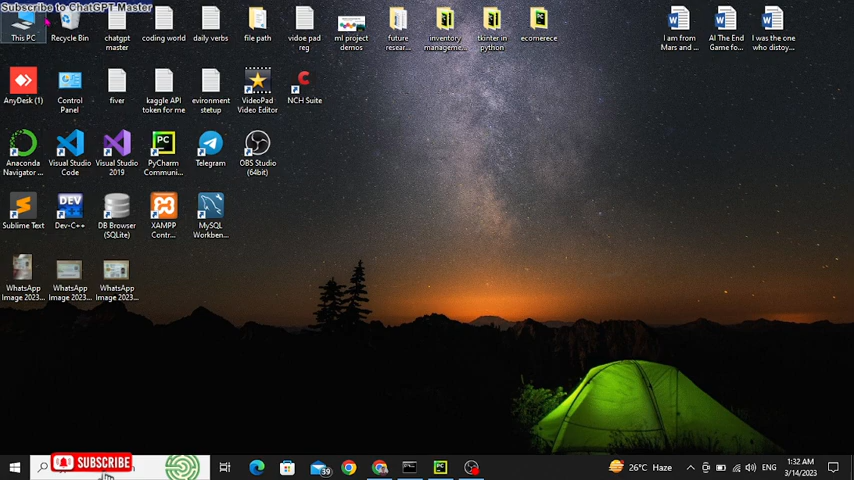 Subscribe to ChatGPT Master
This PC
Recycle Bin
chatgpt
master
coding world
daily verbs
file path
vidoe pad
reg
ml project
demos
future
resear...
inventory
manageme...
tkinter in
python
ecomerece
I am from
Mars and ...
AI The End
Game fo...
I was the one
who distoy...
AnyDesk (1)
Control
Panel
fiver
kaggle API
token for me
evironment
stetup
VideoPad
Video Editor
NCH Suite
Anaconda
Navigator ...
Visual Studio
Code
Visual Studio
2019
PyCharm
Communi...
Telegram
OBS Studio
(64bit)
Sublime Text
Dev-C++
DB Browser
(SQLite)
XAMPP
Contr...
MySQL
Workben...
WhatsApp
Image 2023...
WhatsApp
Image 2023...
WhatsApp
Image 2023...
SUBSCRIBE
39
26°C Haze
ENG
1:32 AM
3/14/2023